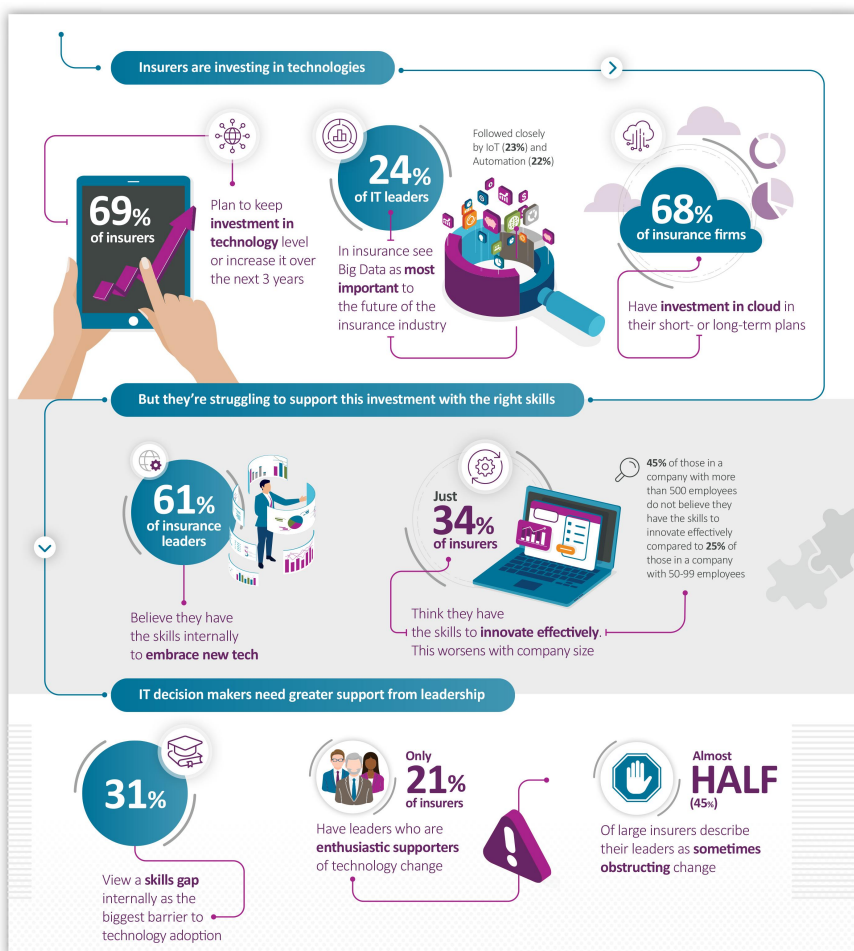 Insurers are investing in technologies
69%
of insurers
Plan to keep
investment in
technology level
or increase it over
the next 3 years
24%
of IT leaders
In insurance see
Big Data as most
important to
the future of the
insurance industry
Followed closely
by IoT (23%) and
Automation (22%)
68%
of insurance firms
Have investment in cloud in
their short- or long-term plans
But they're struggling to support this investment with the right skills
61%
of insurance
leaders
Believe they have
the skills internally
to embrace new tech
Just
34%
of insurers
Think they have
the skills to innovate effectively.
This worsens with company size
45% of those in a
company with more
than 500 employees
do not believe they
have the skills to
innovate effectively
compared to 25% of
those in a company
with 50-99 employees
IT decision makers need greater support from leadership
31%
View a skills gap
internally as the
biggest barrier to
technology adoption
Only
21%
of insurers
Have leaders who are
enthusiastic supporters
of technology change
Almost
HALF
(45%)
Of large insurers describe
their leaders as sometimes
obstructing change